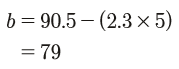 b = 90.5 − (2.3 × 5)
= 79